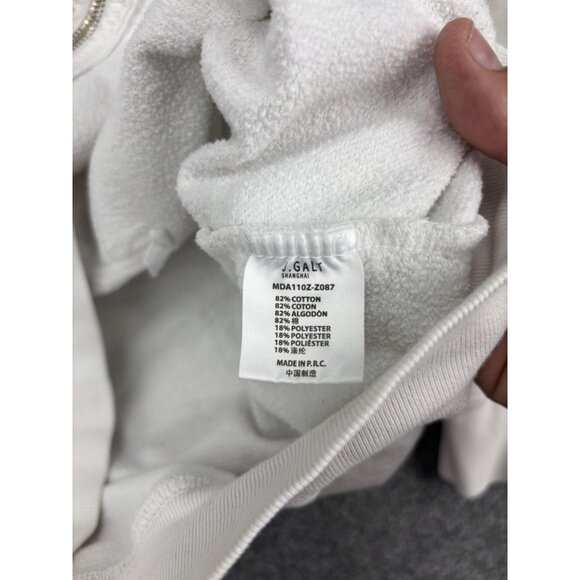 J.GALT
SHANGHAI
MDA110Z-Z087
82% COTTON
82% COTON
82% ALGODÓN
82% 棉
18% POLYESTER
18% POLYESTER
18% POLIÉSTER
18% 涤纶
MADE IN P.R.C.
中国制造